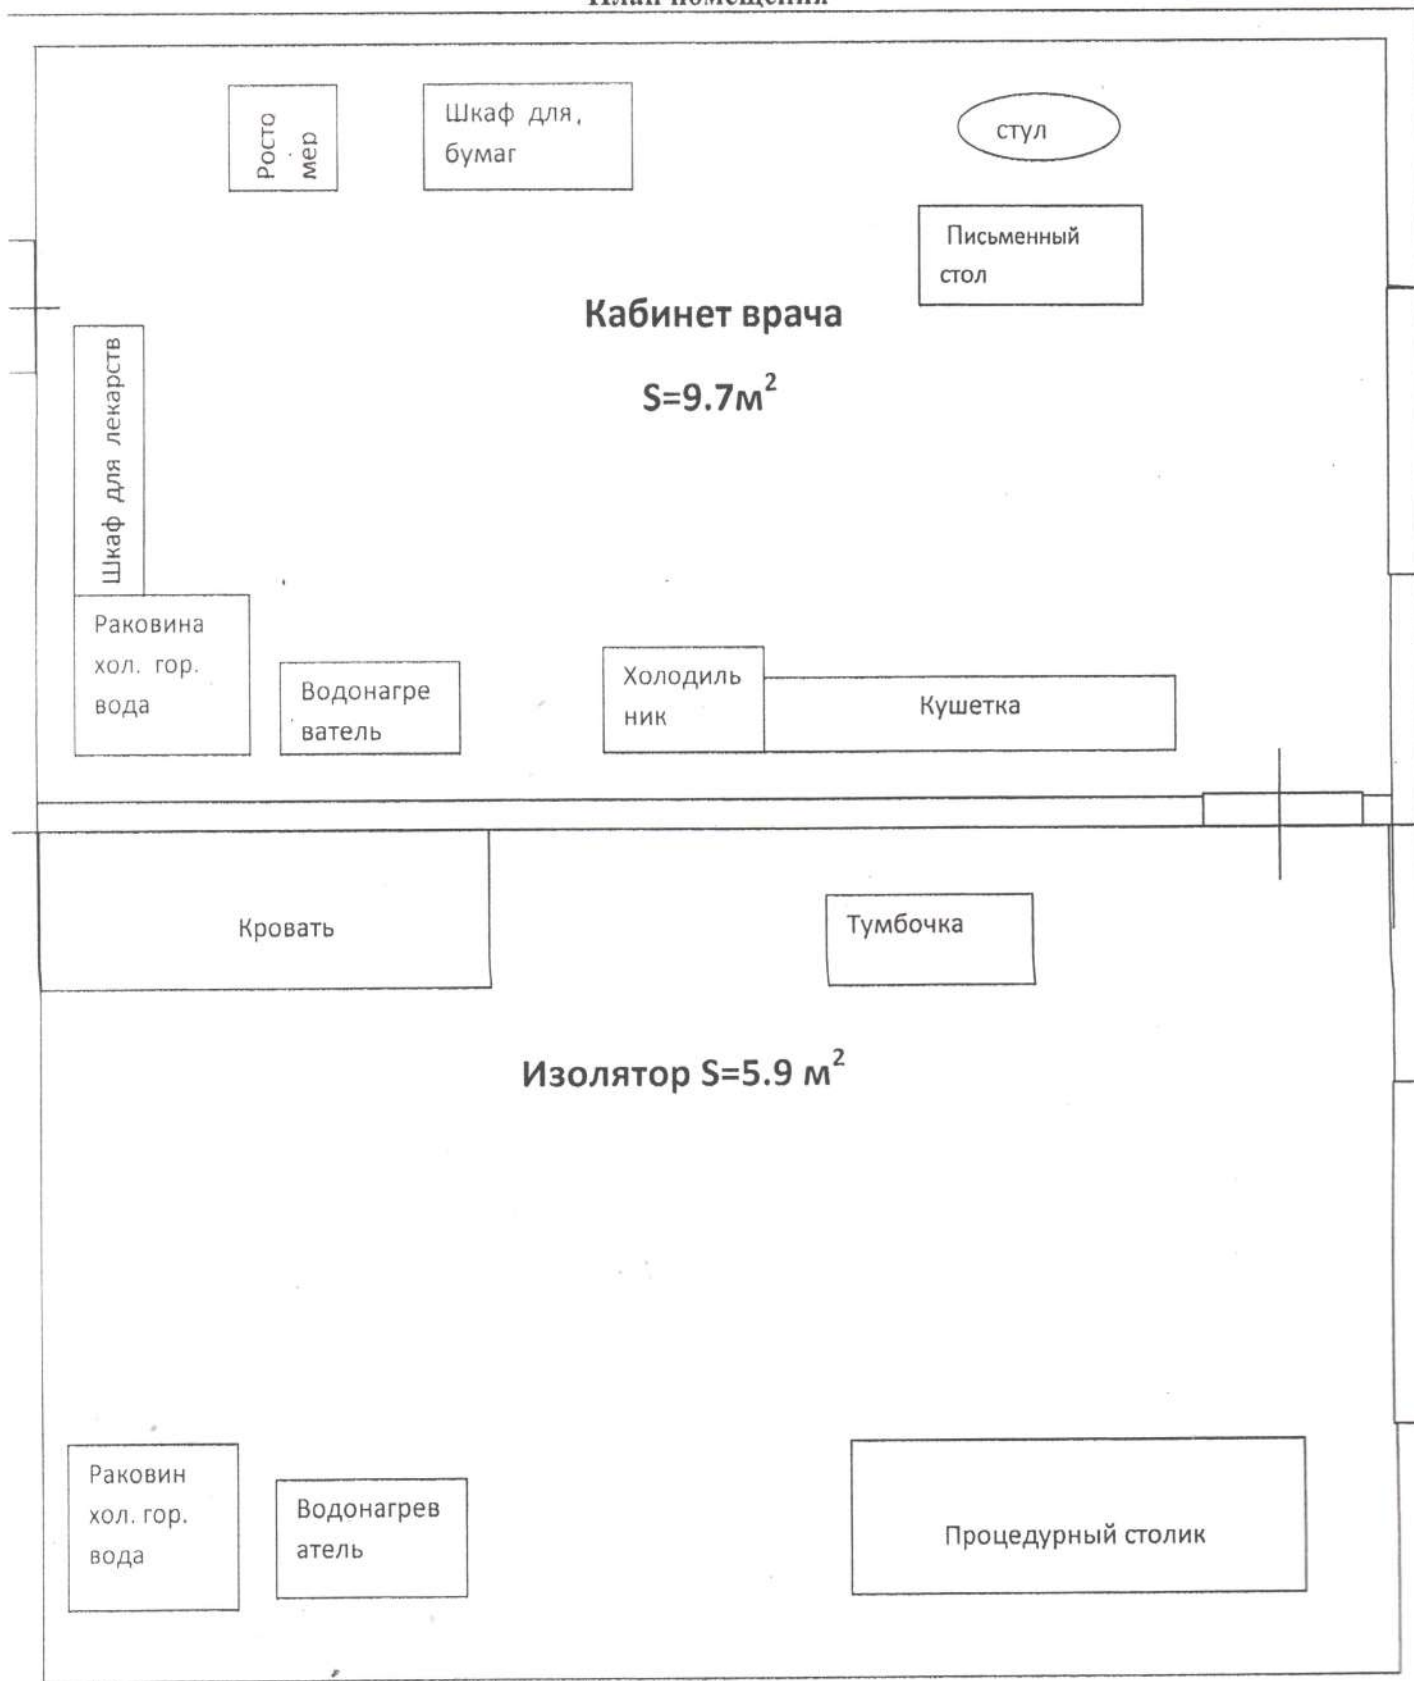 План помещения
Росто
мер
Шкаф для,
бумаг
стул
Письменный
стол
Кабинет врача
S=9.7м²
Шкаф для лекарств
Раковина
хол. гор.
вода
Водонагре
ватель
Холодиль
ник
Кушетка
Кровать
Тумбочка
Изолятор S=5.9 м²
Раковин
хол. гор.
вода
Водонагрев
атель
Процедурный столик